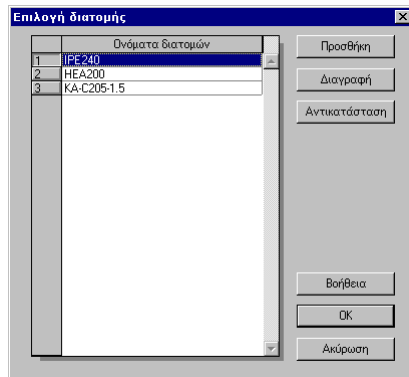 Επιλογή διατομής
Ονόματα διατομών
1 IPE240
2 HEA200
3 KA-C205-1.5
Προσθήκη
Διαγραφή
Αντικατάσταση
Βοήθεια
OK
Ακύρωση